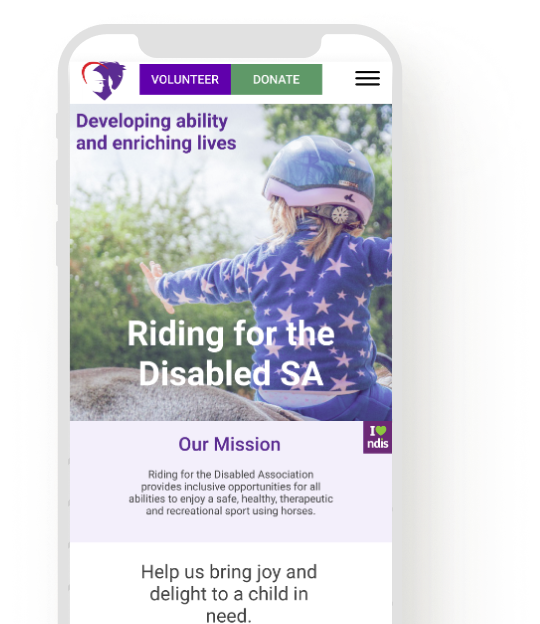 VOLUNTEER
DONATE
Developing ability
and enriching lives
Riding for the
Disabled SA
I
ndis
Our Mission
Riding for the Disabled Association
provides inclusive opportunities for all
abilities to enjoy a safe, healthy, therapeutic
and recreational sport using horses.
Help us bring joy and
delight to a child in
need.